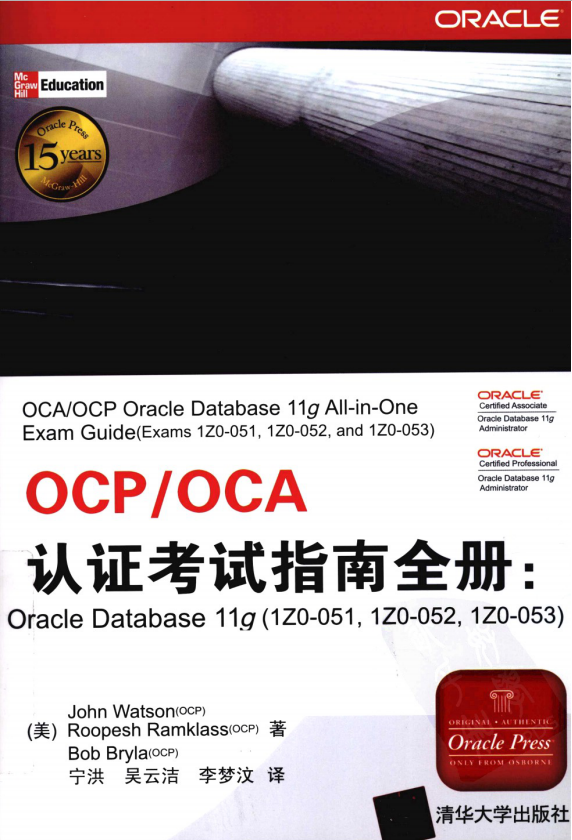 ORACLE
Mc
Graw
Hill
Education
Oracle Press
15 years
McGraw-Hill
OCA/OCP Oracle Database 11g All-in-One
Exam Guide(Exams 1Z0-051, 1Z0-052, and 1Z0-053)
ORACLE
Certified Associate
Oracle Database 11g
Administrator
ORACLE
Certified Professional
Oracle Database 11g
Administrator
OCP/OCA
认证考试指南全册:
Oracle Database 11g (1Z0-051, 1Z0-052, 1Z0-053)
John Watson(OCP)
(美) Roopesh Ramklass(OCP) 著
Bob Bryla(OCP)
宁洪 吴云洁 李梦汶 译
ORIGINAL • AUTHENTIC
Oracle Press
ONLY FROM OSBORNE
清华大学出版社